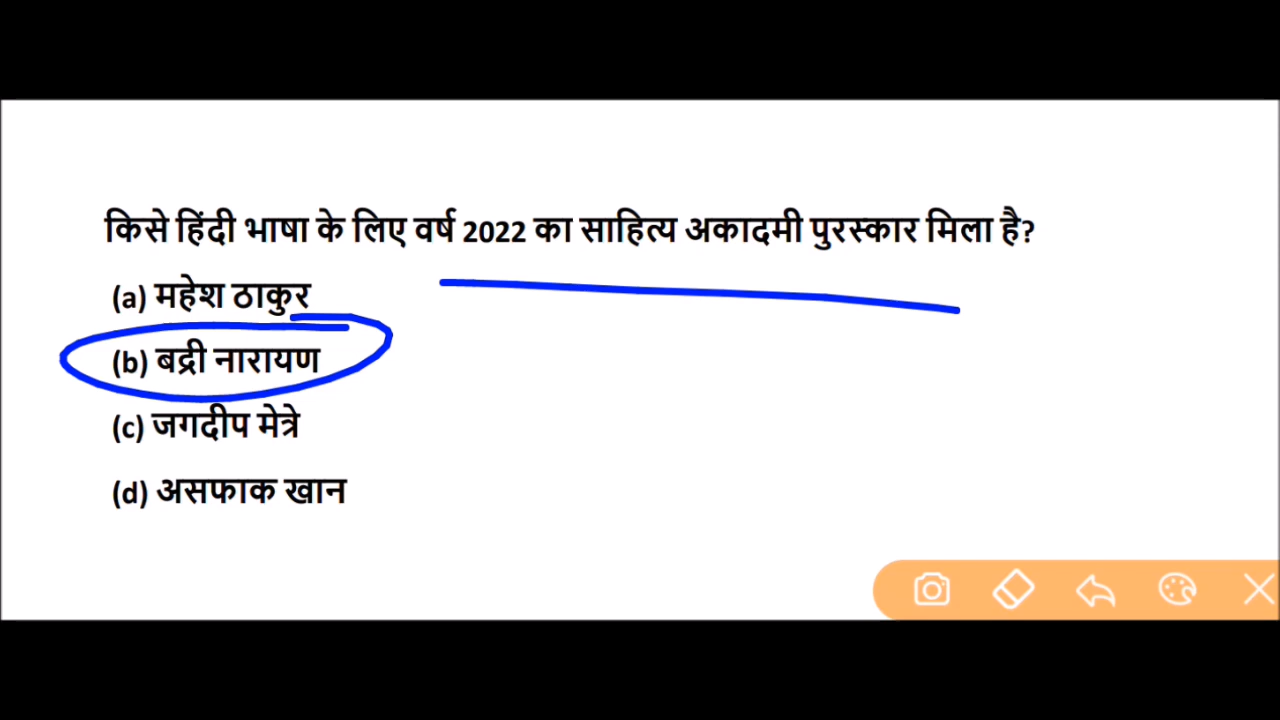 किसे हिंदी भाषा के लिए वर्ष 2022 का साहित्य अकादमी पुरस्कार मिला है?
(a) महेश ठाकुर
(b) बद्री नारायण
(c) जगदीप मेत्रे
(d) असफाक खान